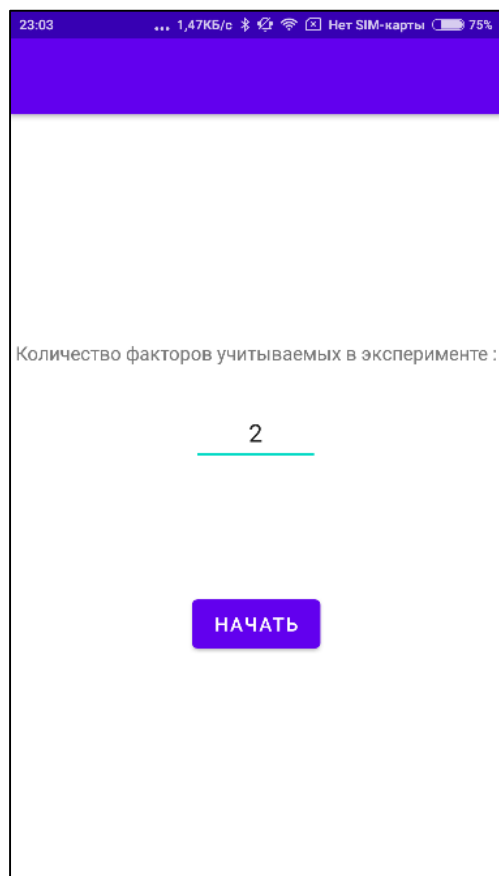 23:03 ... 1,47КБ/с Нет SIM-карты 75%
Количество факторов учитываемых в эксперименте :
2
НАЧАТЬ